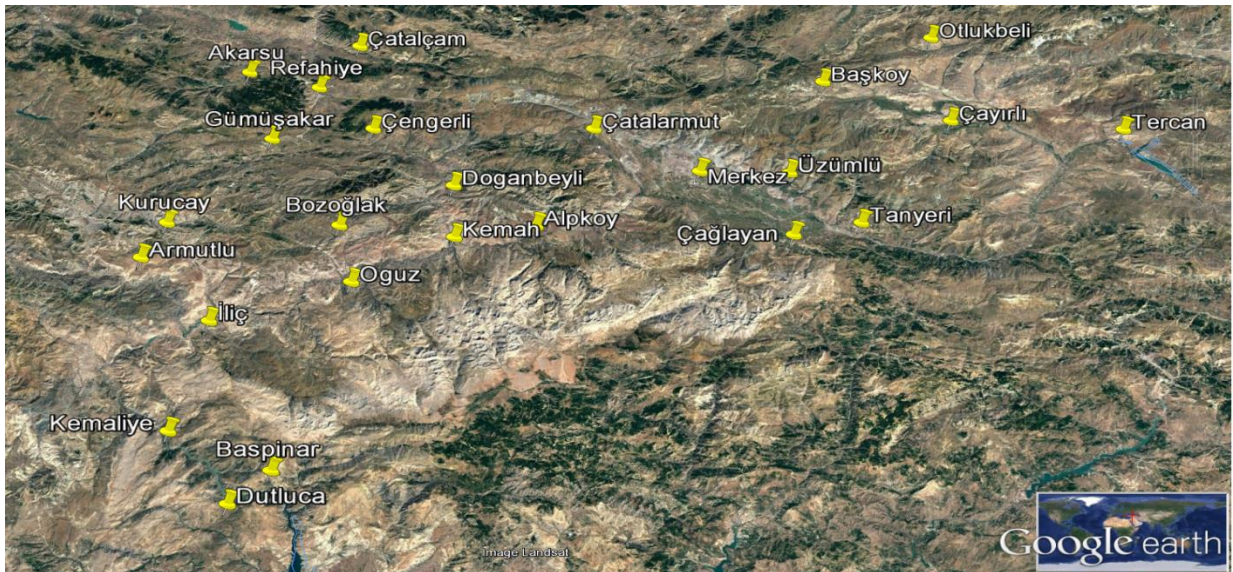 Otlukbeli
Çatalçam
Akarsu
Refahiye
Başkoy
Gümüşakar
Çengerli
Çatalarmut
Çayırlı
Tercan
Doganbeyli
Merkez
Üzümlü
Kurucay
Bozoğlak
Kemah
Alpkoy
Çağlayan
Tanyeri
Armutlu
Oguz
İliç
Kemaliye
Baspinar
Dutluca
Image Landsat
Google earth